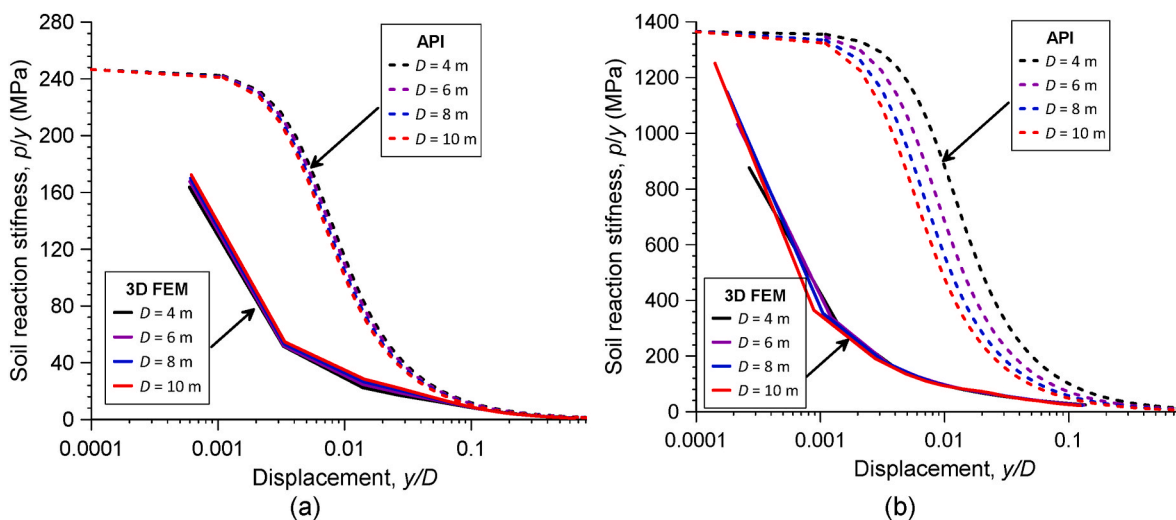 Soil reaction stifness, p/y (MPa)
280
240
200
160
120
80
40
0
API
D = 4 m
D = 6 m
D = 8 m
D = 10 m
3D FEM
D = 4 m
D = 6 m
D = 8 m
D = 10 m
0.0001 0.001 0.01 0.1
Displacement, y/D
(a)
Soil reaction stifness, p/y (MPa)
1400
1200
1000
800
600
400
200
0
API
D = 4 m
D = 6 m
D = 8 m
D = 10 m
3D FEM
D = 4 m
D = 6 m
D = 8 m
D = 10 m
0.0001 0.001 0.01 0.1
Displacement, y/D
(b)